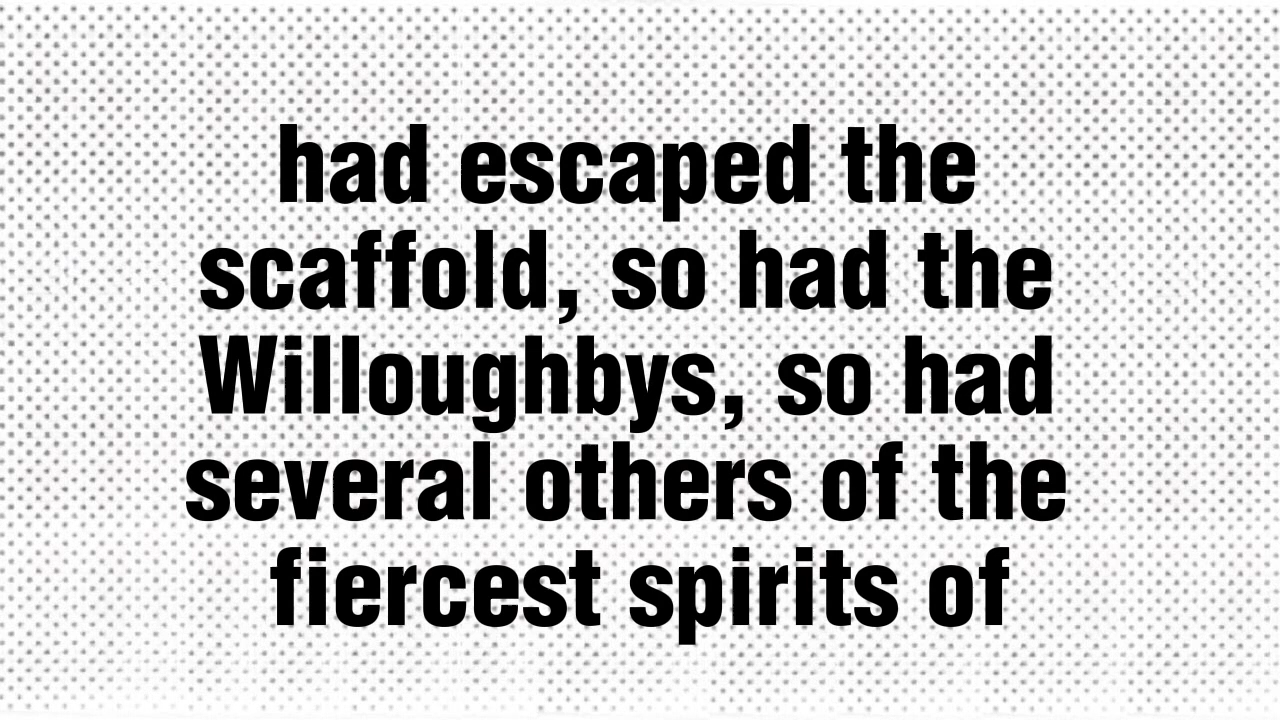 had escaped the
scaffold, so had the
Willoughbys, so had
several others of the
fiercest spirits of